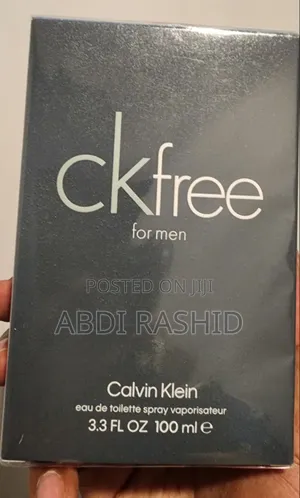 ckfree
for men
POSTED ON JIJI
ABDI RASHID
Calvin Klein
eau de toilette spray vaporisateur
3.3 FL OZ 100 ml ℮